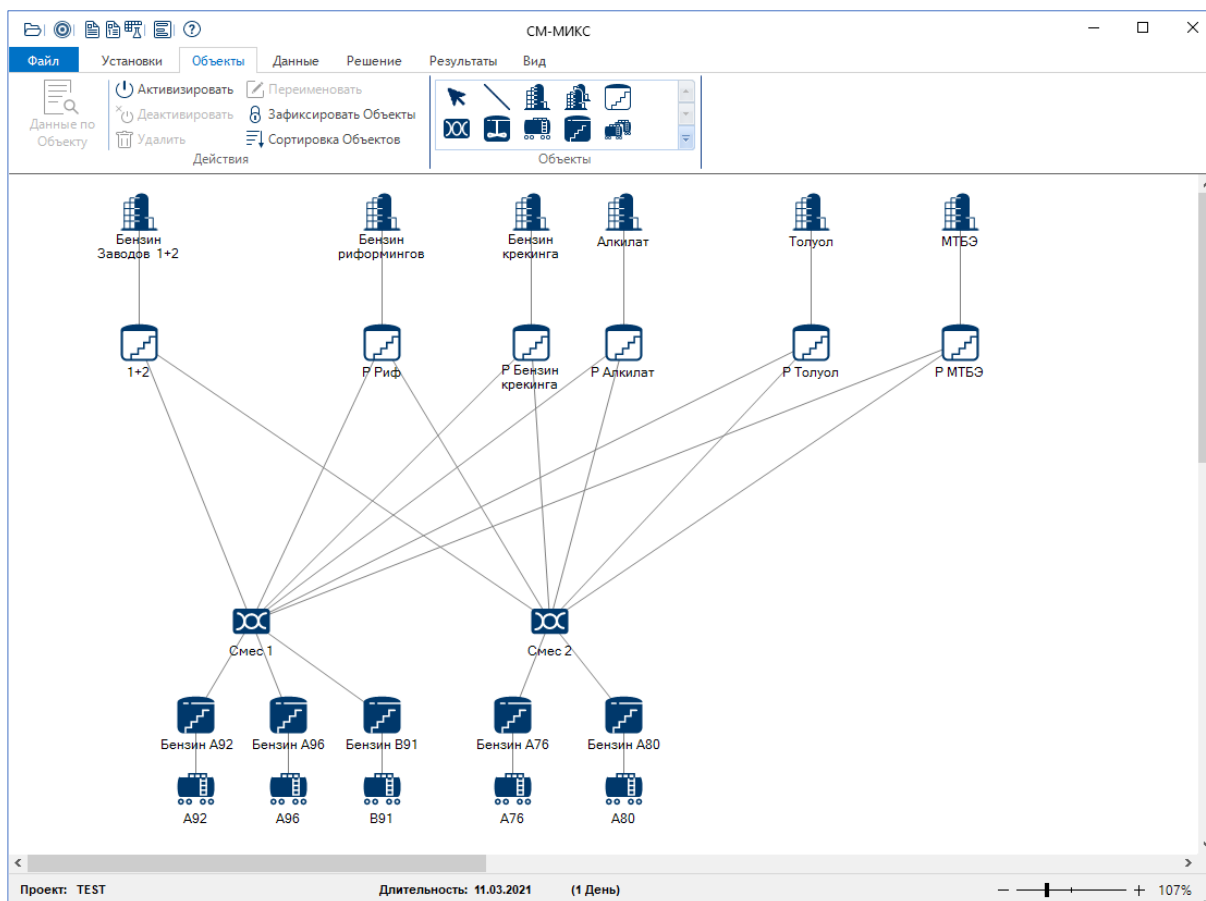 СМ-МИКС
Файл Установки Объекты Данные Решение Результаты Вид
Данные по
Объекту
Активизировать
Деактивировать
Удалить
Переименовать
Зафиксировать Объекты
Сортировка Объектов
Действия
Объекты
Бензин
Заводов 1+2
Бензин
риформингов
Бензин
крекинга
Алкилат
Толуол
МТБЭ
1+2
Р Риф
Р Бензин
крекинга
Р Алкилат
Р Толуол
Р МТБЭ
Смес 1
Смес 2
Бензин А92
Бензин А96
Бензин В91
Бензин А76
Бензин А80
А92
А96
В91
А76
А80
Проект: TEST
Длительность: 11.03.2021 (1 День)
107%